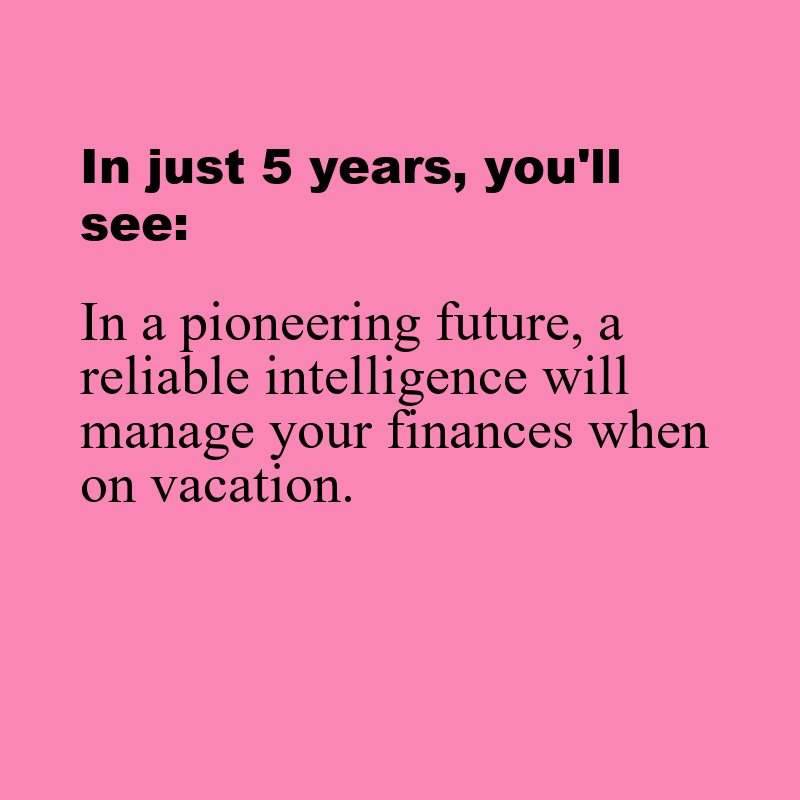 In just 5 years, you'll
see:
In a pioneering future, a
reliable intelligence will
manage your finances when
on vacation.